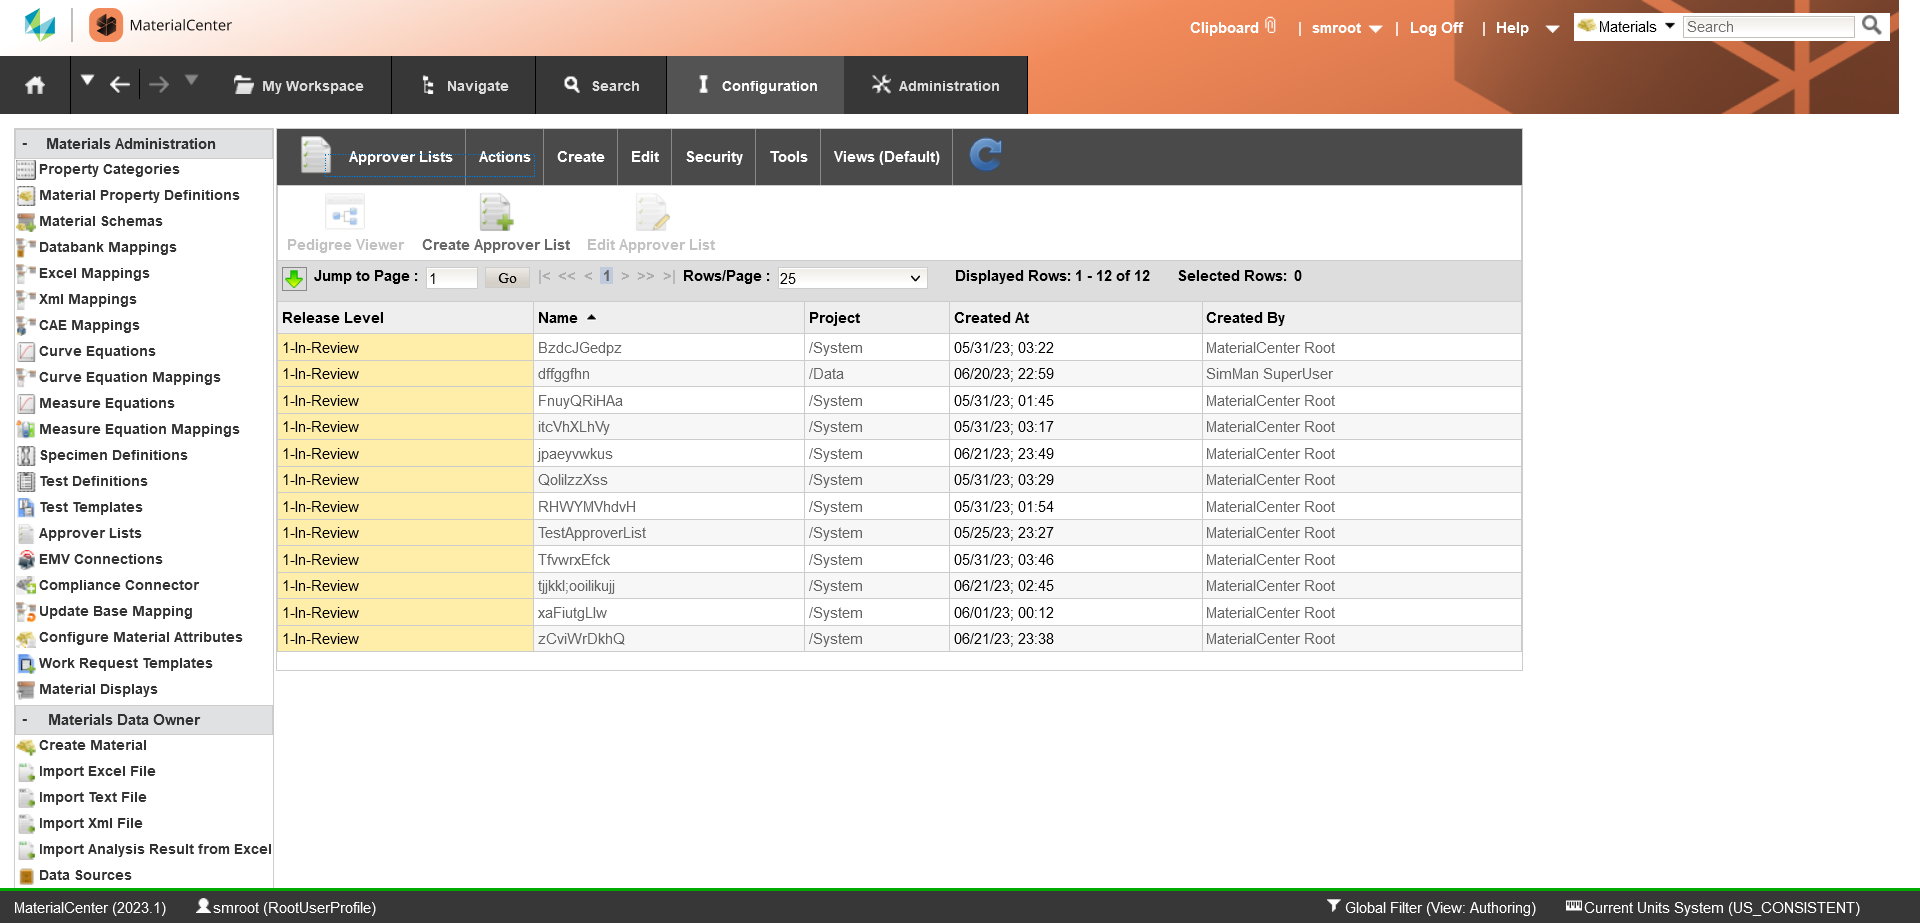 MaterialCenter
Clipboard | smroot | Log Off | Help Materials Search
My Workspace Navigate Search Configuration Administration
- Materials Administration
Property Categories
Material Property Definitions
Material Schemas
Databank Mappings
Excel Mappings
Xml Mappings
CAE Mappings
Curve Equations
Curve Equation Mappings
Measure Equations
Measure Equation Mappings
Specimen Definitions
Test Definitions
Test Templates
Approver Lists
EMV Connections
Compliance Connector
Update Base Mapping
Configure Material Attributes
Work Request Templates
Material Displays
- Materials Data Owner
Create Material
Import Excel File
Import Text File
Import Xml File
Import Analysis Result from Excel
Data Sources
Approver Lists Actions Create Edit Security Tools Views (Default)
Pedigree Viewer Create Approver List Edit Approver List
Jump to Page : 1 Go |< << < 1 > >> >| Rows/Page : 25 Displayed Rows: 1 - 12 of 12 Selected Rows: 0
Release Level Name Project Created At Created By
1-In-Review BzdcJGedpz /System 05/31/23; 03:22 MaterialCenter Root
1-In-Review dffggfhn /Data 06/20/23; 22:59 SimMan SuperUser
1-In-Review FnuyQRiHAa /System 05/31/23; 01:45 MaterialCenter Root
1-In-Review itcVhXLhVy /System 05/31/23; 03:17 MaterialCenter Root
1-In-Review jpaeyvwkus /System 06/21/23; 23:49 MaterialCenter Root
1-In-Review QolilzzXss /System 05/31/23; 03:29 MaterialCenter Root
1-In-Review RHWYMVhdvH /System 05/31/23; 01:54 MaterialCenter Root
1-In-Review TestApproverList /System 05/25/23; 23:27 MaterialCenter Root
1-In-Review TfvwrxEfck /System 05/31/23; 03:46 MaterialCenter Root
1-In-Review tjjkkl;ooilikujj /System 06/21/23; 02:45 MaterialCenter Root
1-In-Review xaFiutgLlw /System 06/01/23; 00:12 MaterialCenter Root
1-In-Review zCviWrDkhQ /System 06/21/23; 23:38 MaterialCenter Root
MaterialCenter (2023.1) smroot (RootUserProfile) Global Filter (View: Authoring) Current Units System (US_CONSISTENT)